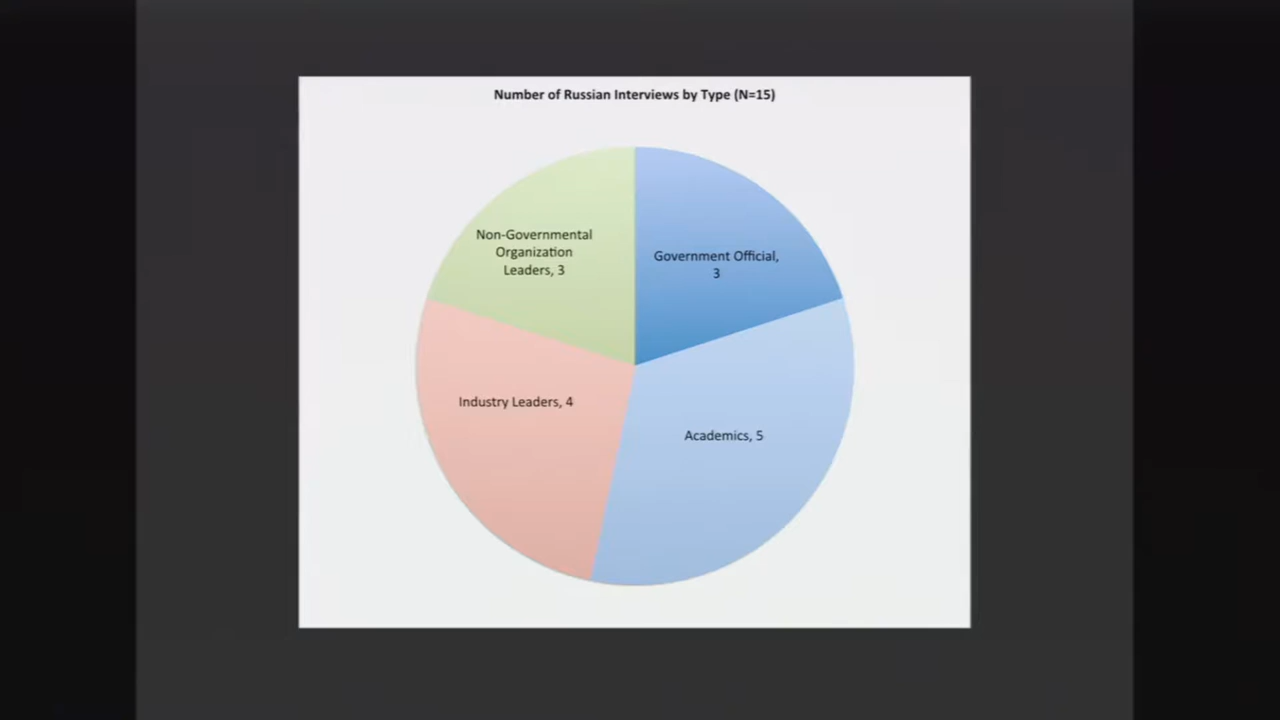 Number of Russian Interviews by Type (N=15)
Non-Governmental
Organization
Leaders, 3
Government Official,
3
Industry Leaders, 4
Academics, 5